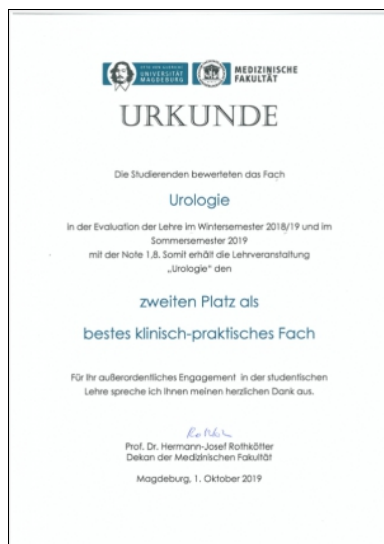 OTTO VON GUERICKE
UNIVERSITÄT
MAGDEBURG
MEDIZINISCHE
FAKULTÄT
URKUNDE
Die Studierenden bewerteten das Fach
Urologie
in der Evaluation der Lehre im Wintersemester 2018/19 und im
Sommersemester 2019
mit der Note 1,8. Somit erhält die Lehrveranstaltung
„Urologie“ den
zweiten Platz als
bestes klinisch-praktisches Fach
Für Ihr außerordentliches Engagement in der studentischen
Lehre spreche ich Ihnen meinen herzlichen Dank aus.
Prof. Dr. Hermann-Josef Rothkötter
Dekan der Medizinischen Fakultät
Magdeburg, 1. Oktober 2019